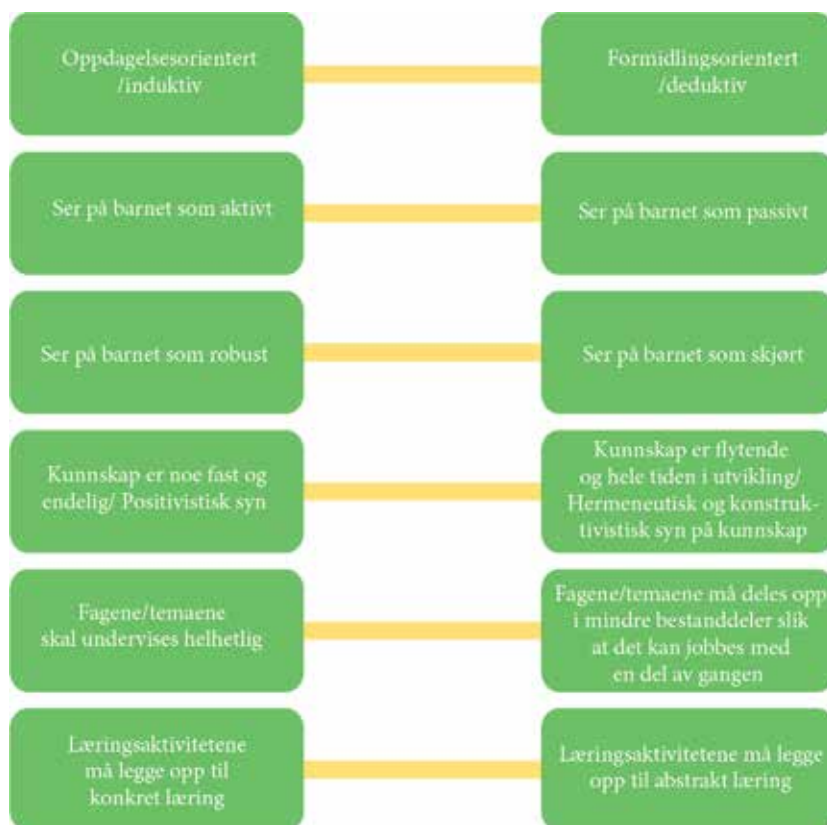 Oppdagelsesorientert
/induktiv
Formidlingsorientert
/deduktiv
Ser på barnet som aktivt
Ser på barnet som passivt
Ser på barnet som robust
Ser på barnet som skjørt
Kunnskap er noe fast og
endelig/ Positivistisk syn
Kunnskap er flytende
og hele tiden i utvikling/
Hermeneutisk og konstruk-
tivistisk syn på kunnskap
Fagene/temaene
skal undervises helhetlig
Fagene/temaene må deles opp
i mindre bestanddeler slik
at det kan jobbes med
en del av gangen
Læringsaktivitetene
må legge opp til
konkret læring
Læringsaktivitetene må legge
opp til abstrakt læring